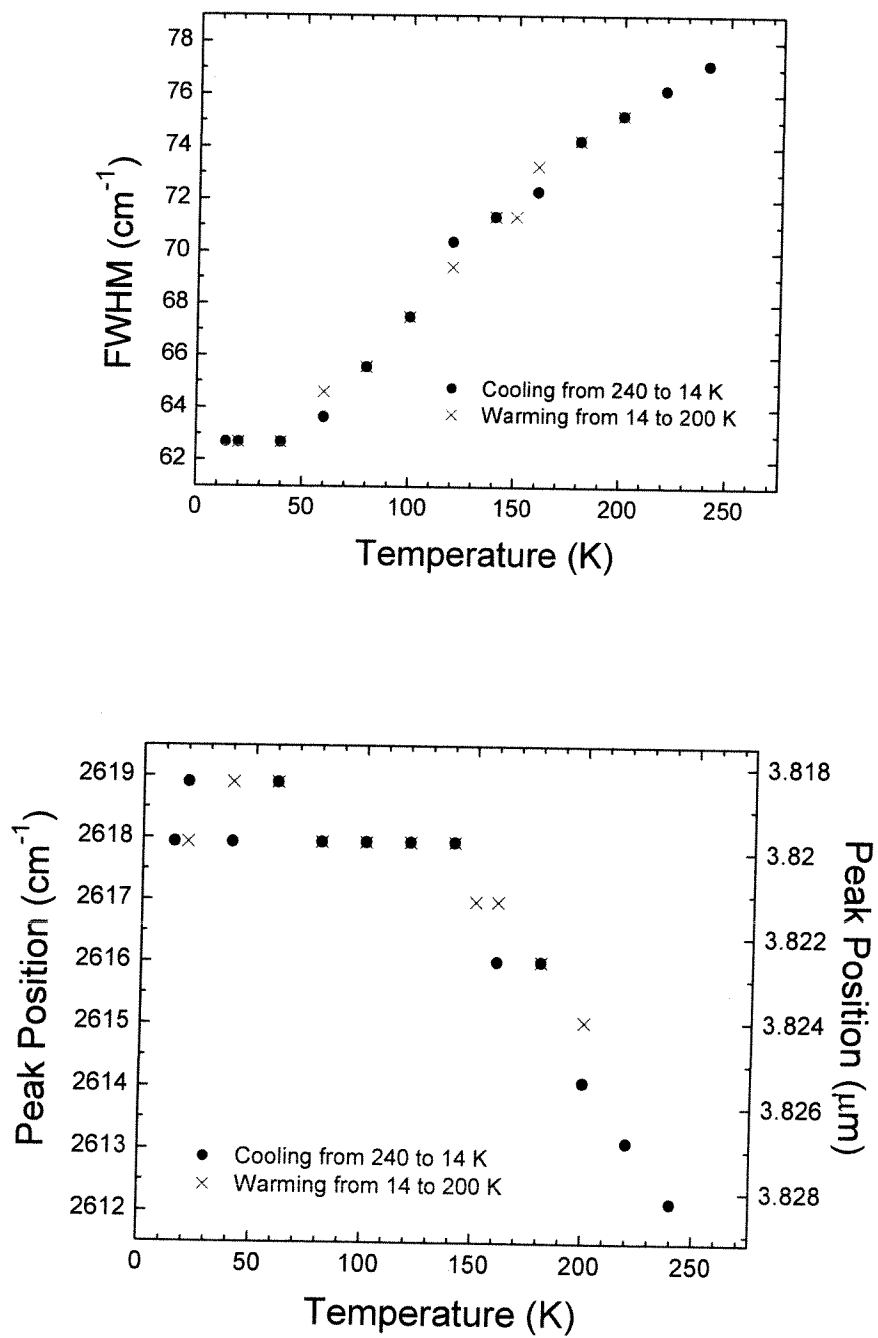 78
76
74
72
70
68
66
64
62
FWHM (cm-1)
Cooling from 240 to 14 K
Warming from 14 to 200 K
0 50 100 150 200 250
Temperature (K)
2619
2618
2617
2616
2615
2614
2613
2612
Peak Position (cm-1)
3.818
3.82
3.822
3.824
3.826
3.828
Peak Position (μm)
Cooling from 240 to 14 K
Warming from 14 to 200 K
0 50 100 150 200 250
Temperature (K)